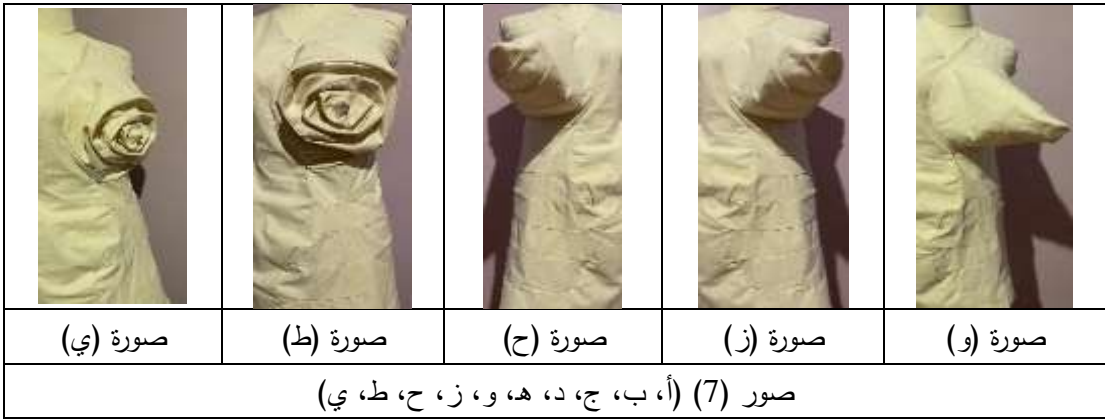 صورة (و)
صورة (ز)
صورة (ح)
صورة (ط)
صورة (ي)
صور (7) (أ، ب، ج، د، هـ، و، ز، ح، ط، ي)